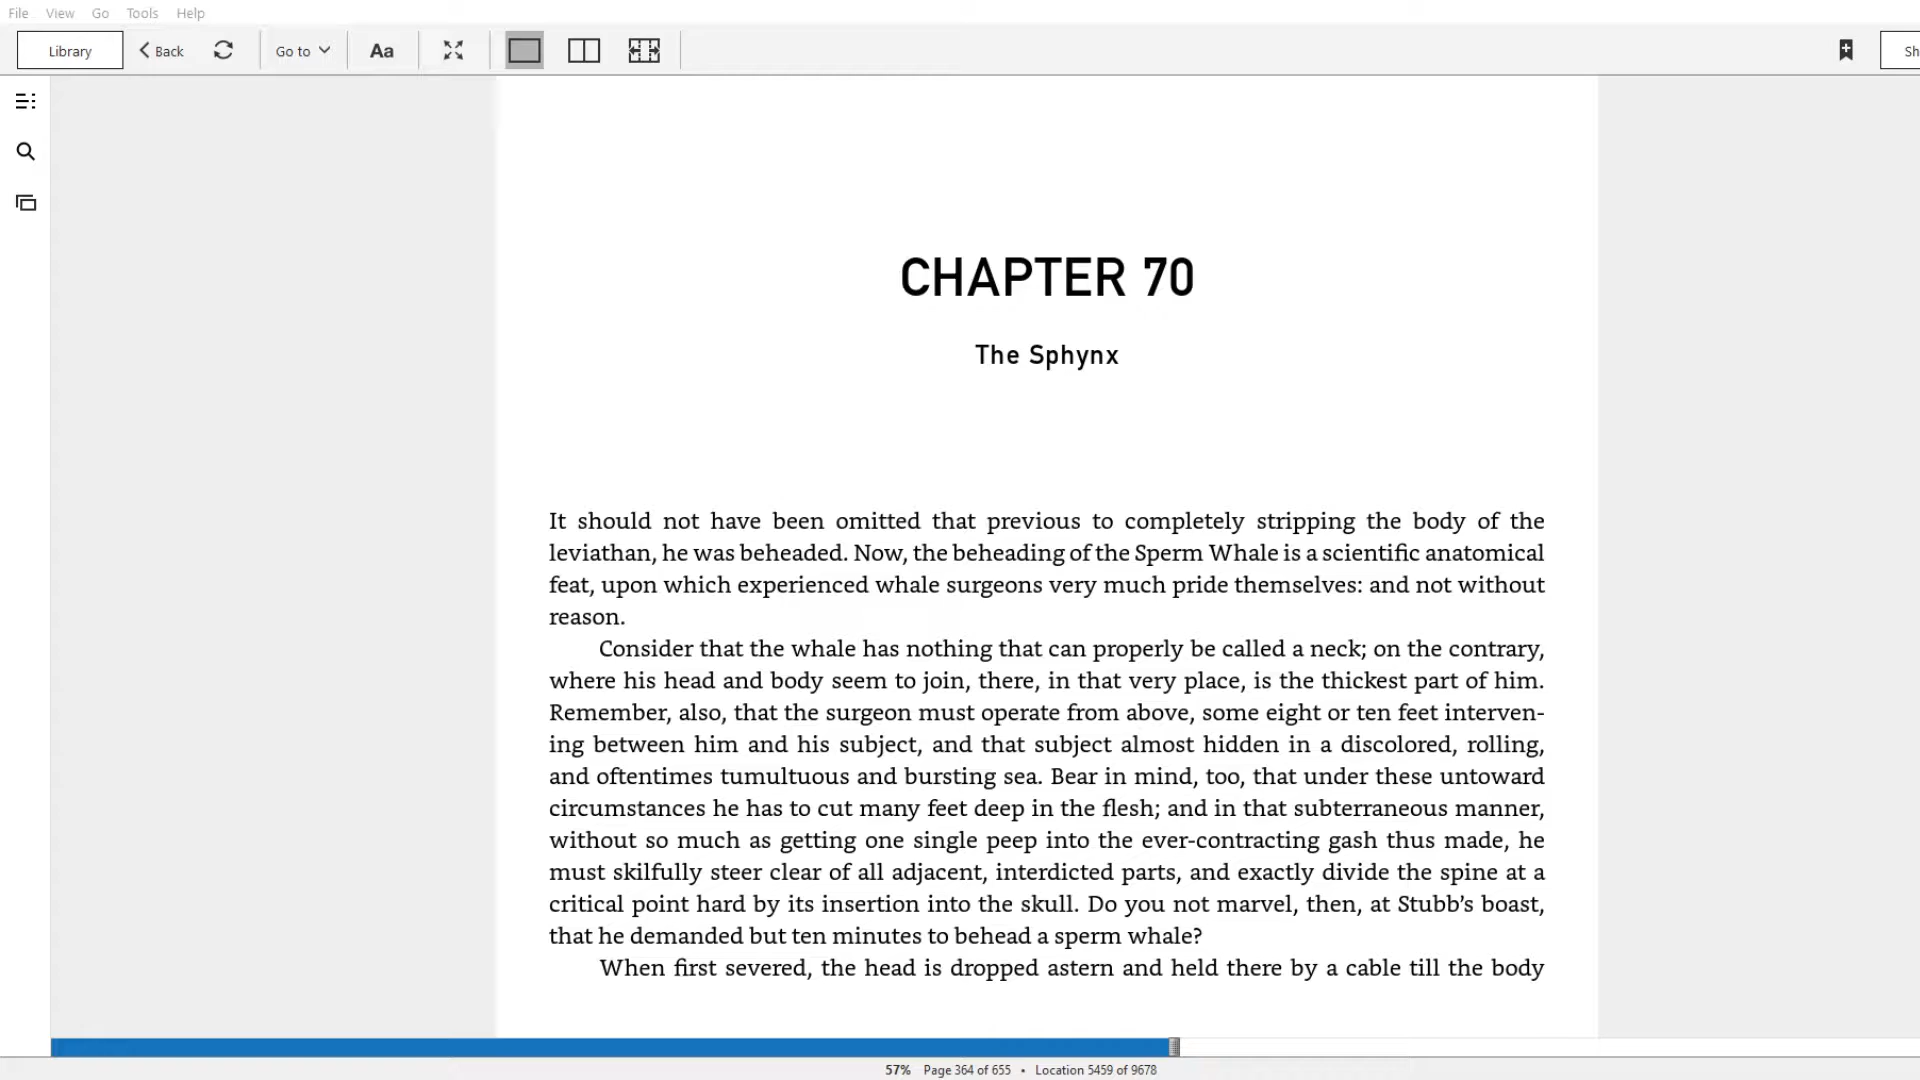 File View Go Tools Help
Library Back Go to Aa Sh
CHAPTER 70
The Sphynx
It should not have been omitted that previous to completely stripping the body of the
leviathan, he was beheaded. Now, the beheading of the Sperm Whale is a scientific anatomical
feat, upon which experienced whale surgeons very much pride themselves: and not without
reason.
Consider that the whale has nothing that can properly be called a neck; on the contrary,
where his head and body seem to join, there, in that very place, is the thickest part of him.
Remember, also, that the surgeon must operate from above, some eight or ten feet interven-
ing between him and his subject, and that subject almost hidden in a discolored, rolling,
and oftentimes tumultuous and bursting sea. Bear in mind, too, that under these untoward
circumstances he has to cut many feet deep in the flesh; and in that subterraneous manner,
without so much as getting one single peep into the ever-contracting gash thus made, he
must skilfully steer clear of all adjacent, interdicted parts, and exactly divide the spine at a
critical point hard by its insertion into the skull. Do you not marvel, then, at Stubb's boast,
that he demanded but ten minutes to behead a sperm whale?
When first severed, the head is dropped astern and held there by a cable till the body
57% Page 364 of 655 • Location 5459 of 9678